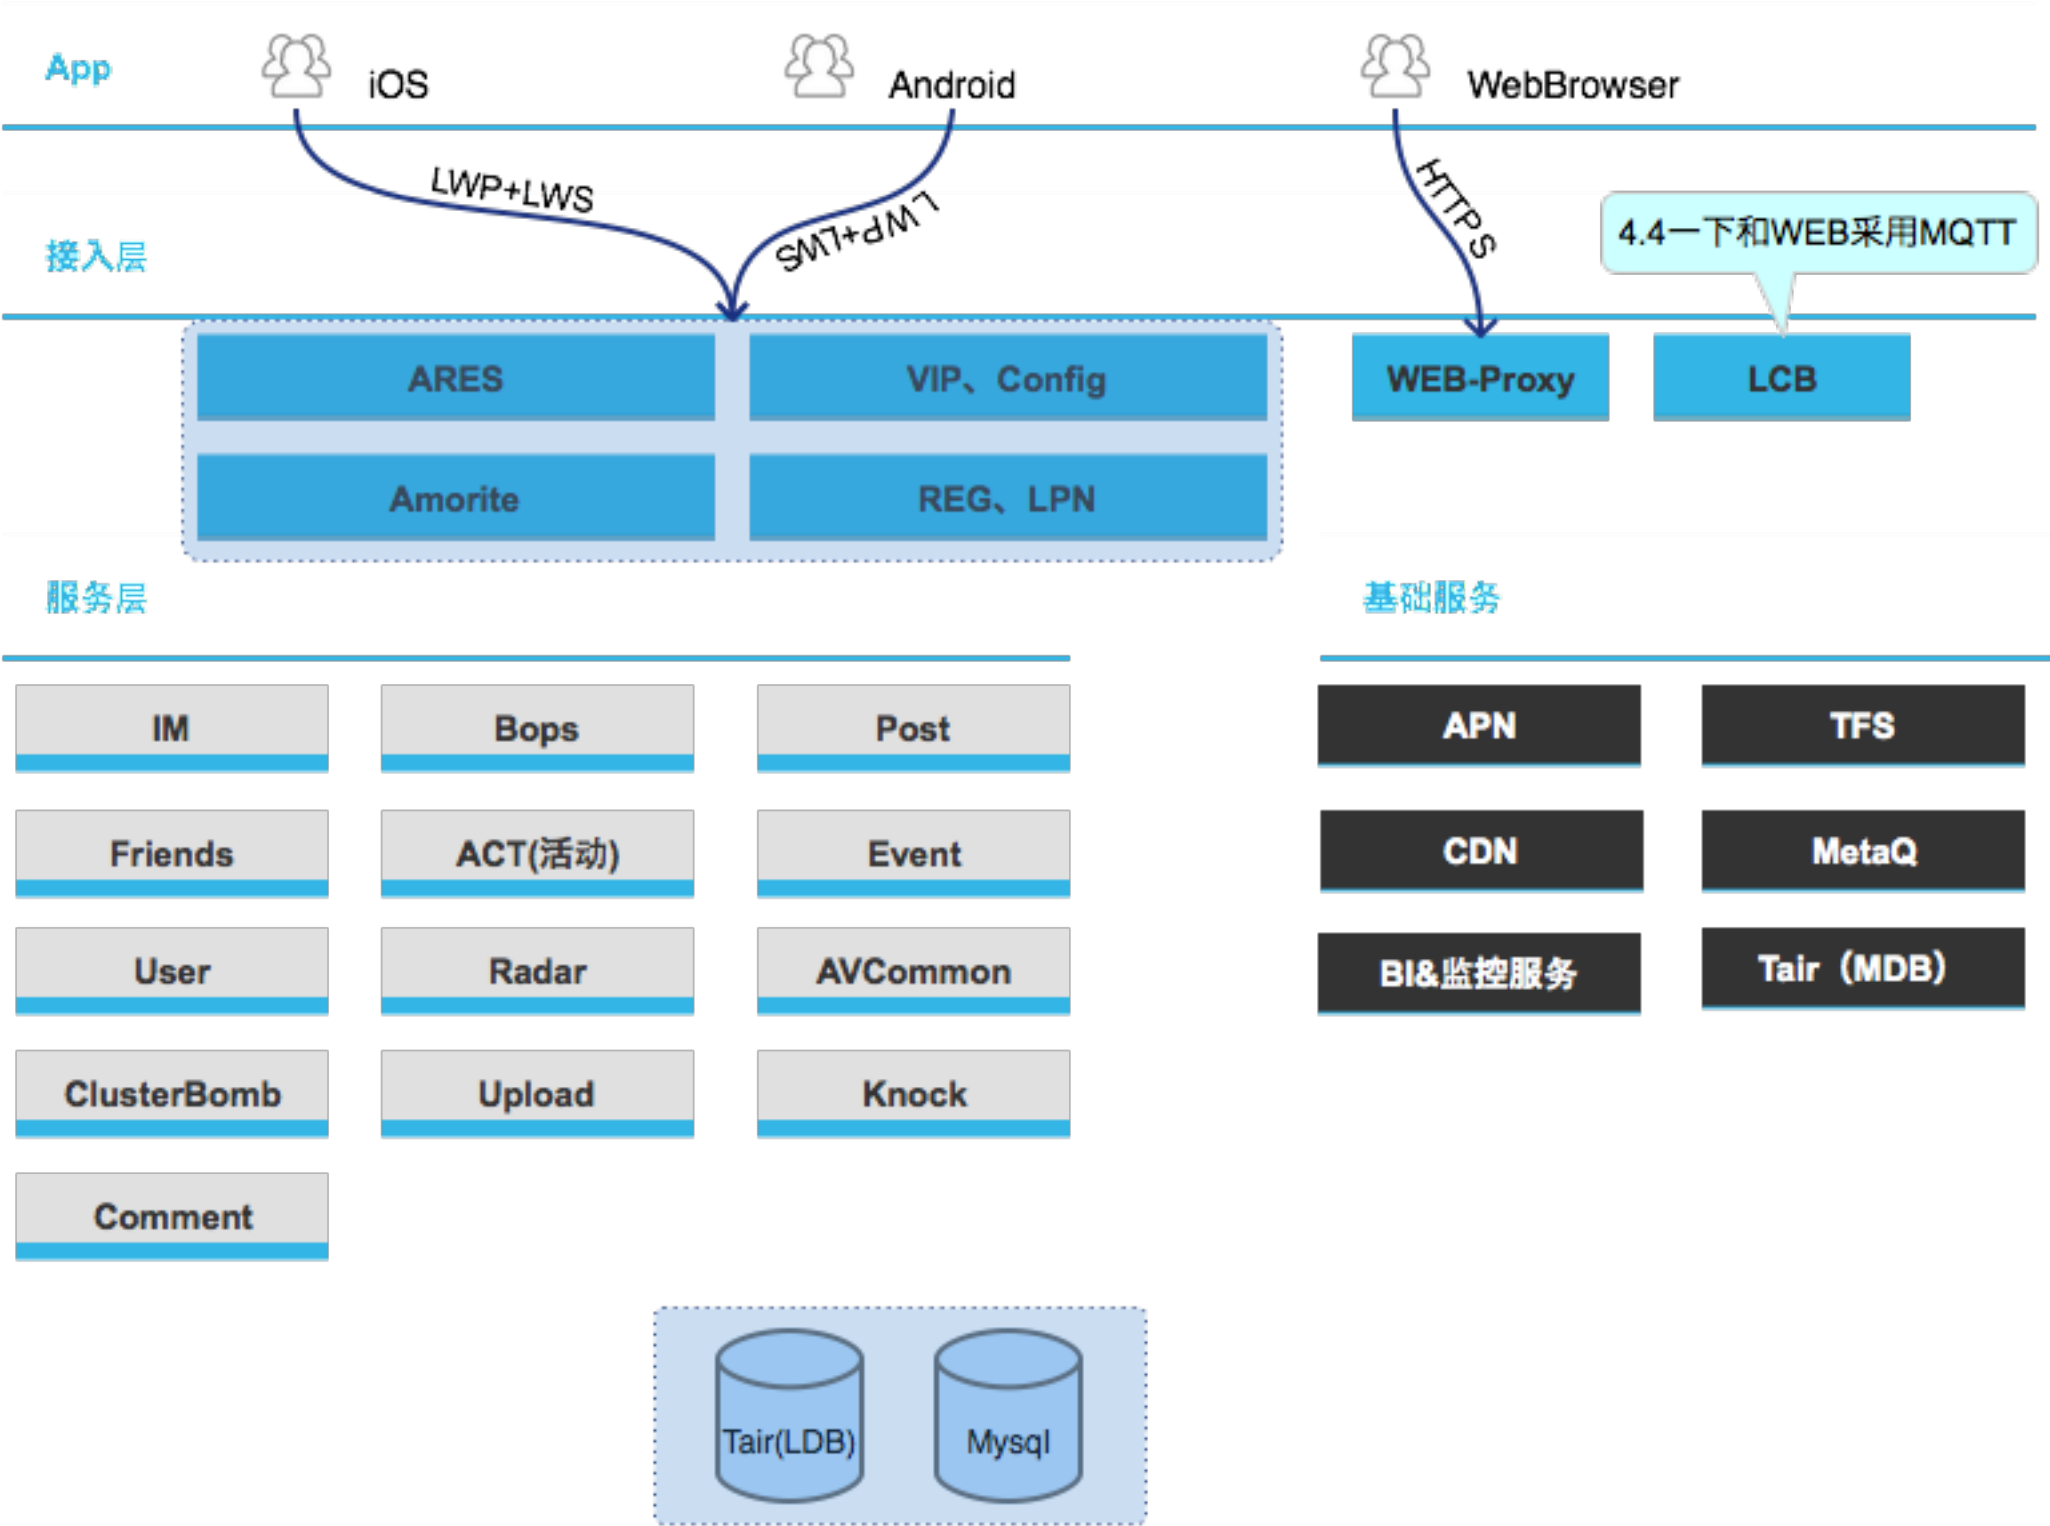 App
iOS
Android
WebBrowser
LWP+LWS
LWP+LWS
HTTPS
4.4一下和WEB采用MQTT
接入层
ARES
VIP、Config
WEB-Proxy
LCB
Amorite
REG、LPN
服务层
基础服务
IM
Bops
Post
APN
TFS
Friends
ACT(活动)
Event
CDN
MetaQ
User
Radar
AVCommon
BI&监控服务
Tair（MDB）
ClusterBomb
Upload
Knock
Comment
Tair(LDB)
Mysql